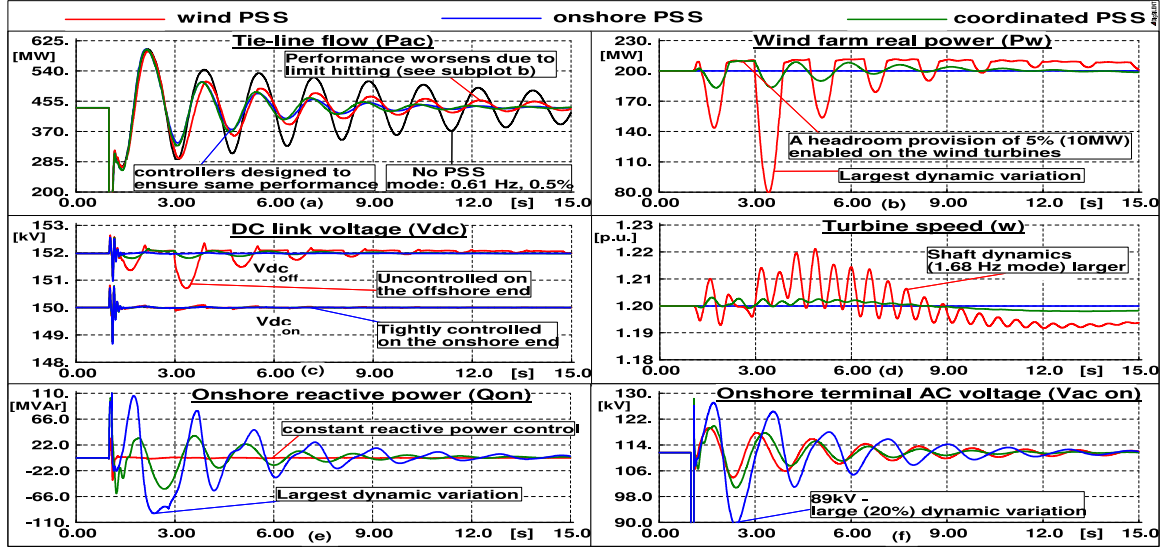 wind PSS onshore PSS coordinated PSS
Tie-line flow (Pac)
625.
[MW]
540.
455.
370.
285.
200.
Performance worsens due to
limit hitting (see subplot b)
controllers designed to
ensure same performance
No PSS
mode: 0.61 Hz, 0.5%
0.00 3.00 6.00 9.00 12.0 [s] 15.0
(a)
Wind farm real power (Pw)
230.
[MW]
200.
170.
140.
110.
80.0
A headroom provision of 5% (10MW)
enabled on the wind turbines
Largest dynamic variation
0.00 3.00 6.00 9.00 12.0 [s] 15.0
(b)
DC link voltage (Vdc)
153.
[kV]
152.
151.
150.
149.
148.
Vdc off
Uncontrolled on
the offshore end
Vdc on
Tightly controlled
on the onshore end
0.00 3.00 6.00 9.00 12.0 [s] 15.0
(c)
Turbine speed (w)
1.23
[p.u.]
1.22
1.21
1.20
1.19
1.18
Shaft dynamics
(1.68 Hz mode) larger
0.00 3.00 6.00 9.00 12.0 [s] 15.0
(d)
Onshore reactive power (Qon)
110.
[MVAr]
66.0
22.0
-22.0
-66.0
-110.
constant reactive power control
Largest dynamic variation
0.00 3.00 6.00 9.00 12.0 [s] 15.0
(e)
Onshore terminal AC voltage (Vac on)
130.
[kV]
122.
114.
106.
98.0
90.0
89kV -
large (20%) dynamic variation
0.00 3.00 6.00 9.00 12.0 [s] 15.0
(f)